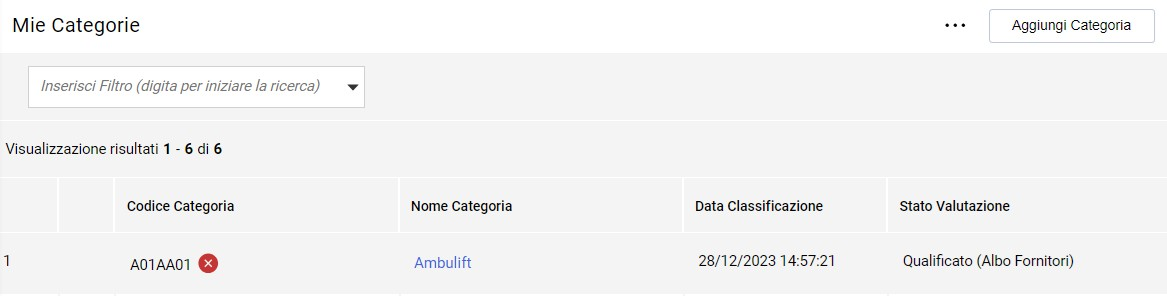 Mie Categorie
... Aggiungi Categoria
Inserisci Filtro (digita per iniziare la ricerca)
Visualizzazione risultati 1 - 6 di 6
Codice Categoria Nome Categoria Data Classificazione Stato Valutazione
1 A01AA01 Ambulift 28/12/2023 14:57:21 Qualificato (Albo Fornitori)